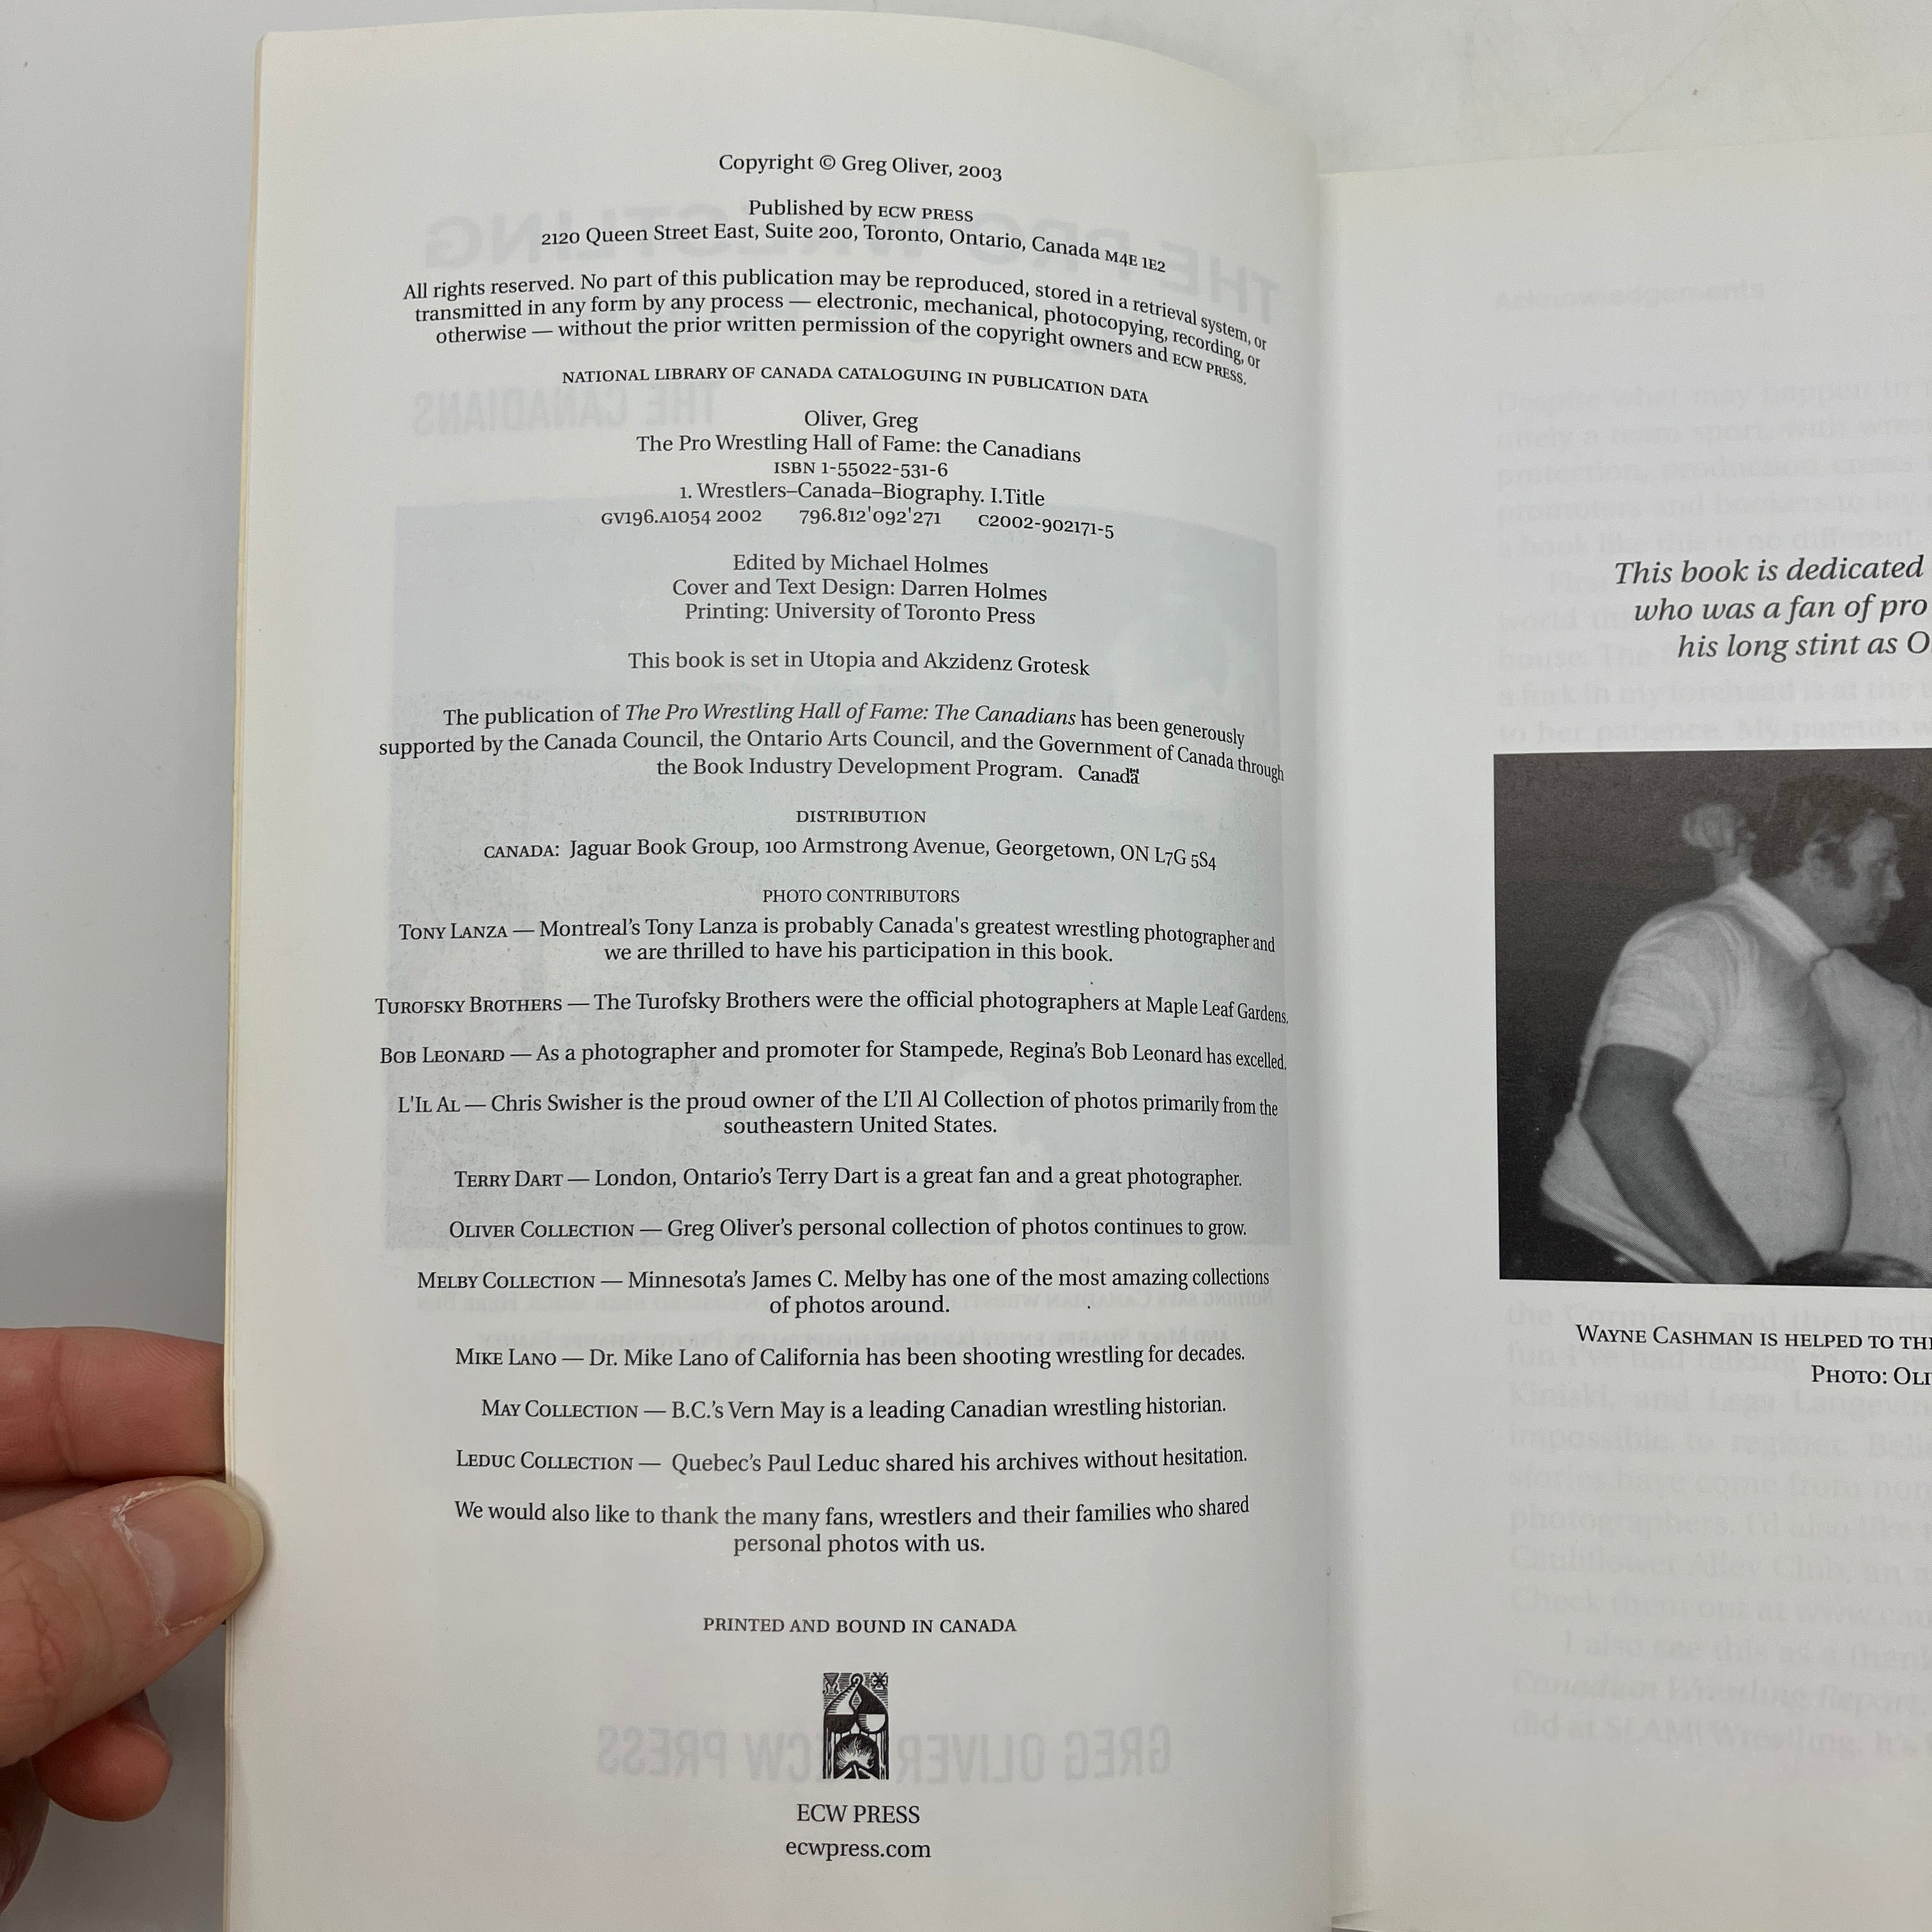 Copyright © Greg Oliver, 2003
Published by ECW PRESS
2120 Queen Street East, Suite 200, Toronto, Ontario, Canada M4E 1E2
All rights reserved. No part of this publication may be reproduced, stored in a retrieval system, or
transmitted in any form by any process — electronic, mechanical, photocopying, recording, or
otherwise — without the prior written permission of the copyright owners and ECW PRESS.
NATIONAL LIBRARY OF CANADA CATALOGUING IN PUBLICATION DATA
Oliver, Greg
The Pro Wrestling Hall of Fame: the Canadians
ISBN 1-55022-531-6
1. Wrestlers–Canada–Biography. I.Title
GV196.A1054 2002 796.812'092'271 C2002-902171-5
Edited by Michael Holmes
Cover and Text Design: Darren Holmes
Printing: University of Toronto Press
This book is set in Utopia and Akzidenz Grotesk
The publication of The Pro Wrestling Hall of Fame: The Canadians has been generously
supported by the Canada Council, the Ontario Arts Council, and the Government of Canada through
the Book Industry Development Program. Canada
DISTRIBUTION
CANADA: Jaguar Book Group, 100 Armstrong Avenue, Georgetown, ON L7G 5S4
PHOTO CONTRIBUTORS
TONY LANZA — Montreal's Tony Lanza is probably Canada's greatest wrestling photographer and
we are thrilled to have his participation in this book.
TUROFSKY BROTHERS — The Turofsky Brothers were the official photographers at Maple Leaf Gardens.
BOB LEONARD — As a photographer and promoter for Stampede, Regina's Bob Leonard has excelled.
L'IL AL — Chris Swisher is the proud owner of the L'Il Al Collection of photos primarily from the
southeastern United States.
TERRY DART — London, Ontario's Terry Dart is a great fan and a great photographer.
OLIVER COLLECTION — Greg Oliver's personal collection of photos continues to grow.
MELBY COLLECTION — Minnesota's James C. Melby has one of the most amazing collections
of photos around.
MIKE LANO — Dr. Mike Lano of California has been shooting wrestling for decades.
MAY COLLECTION — B.C.'s Vern May is a leading Canadian wrestling historian.
LEDUC COLLECTION — Quebec's Paul Leduc shared his archives without hesitation.
We would also like to thank the many fans, wrestlers and their families who shared
personal photos with us.
PRINTED AND BOUND IN CANADA
ECW PRESS
ecwpress.com
This book is dedicated
who was a fan of pro
his long stint as
WAYNE CASHMAN IS HELPED TO
PHOTO: